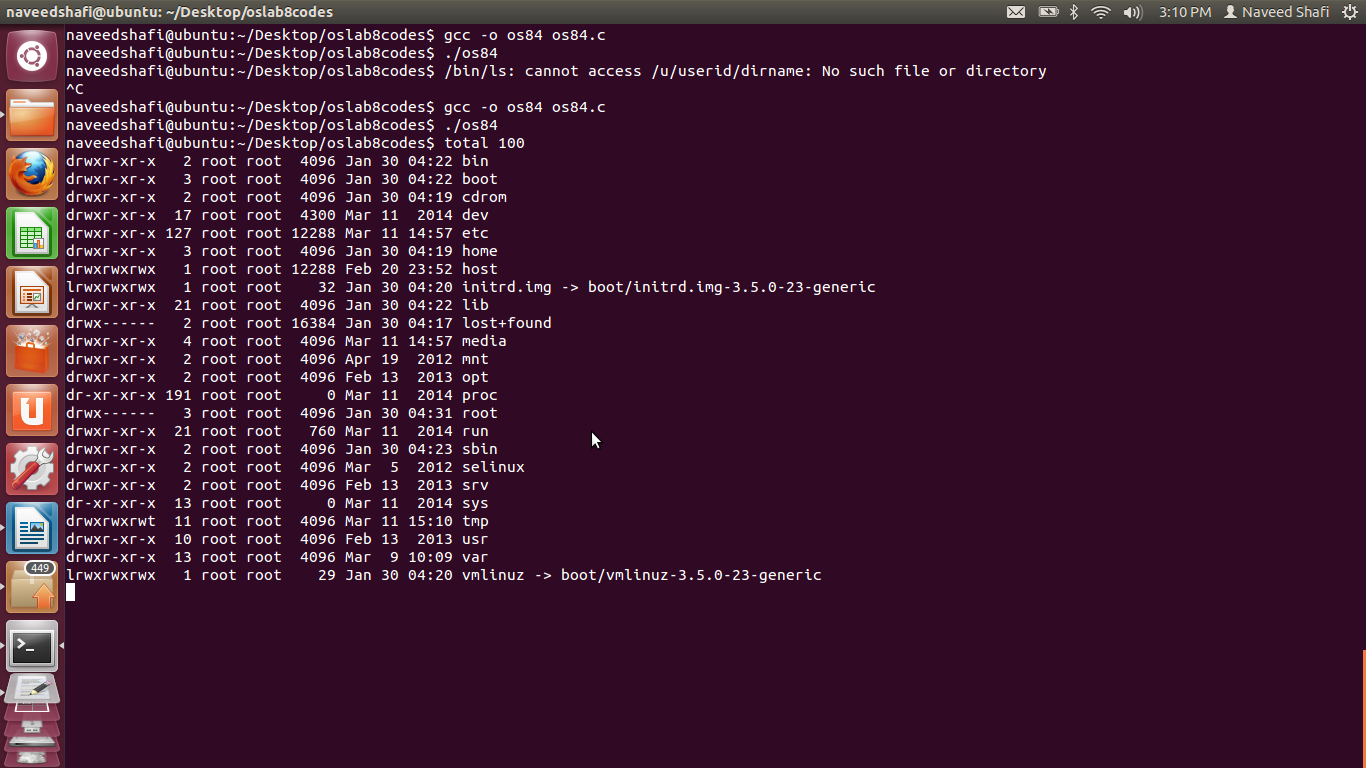 naveedshafi@ubuntu: ~/Desktop/oslab8codes
3:10 PM
Naveed Shafi
naveedshafi@ubuntu:~/Desktop/oslab8codes$ gcc -o os84 os84.c
naveedshafi@ubuntu:~/Desktop/oslab8codes$ ./os84
naveedshafi@ubuntu:~/Desktop/oslab8codes$ /bin/ls: cannot access /u/userid/dirname: No such file or directory
^C
naveedshafi@ubuntu:~/Desktop/oslab8codes$ gcc -o os84 os84.c
naveedshafi@ubuntu:~/Desktop/oslab8codes$ ./os84
naveedshafi@ubuntu:~/Desktop/oslab8codes$ total 100
drwxr-xr-x   2 root root  4096 Jan 30 04:22 bin
drwxr-xr-x   3 root root  4096 Jan 30 04:22 boot
drwxr-xr-x   2 root root  4096 Jan 30 04:19 cdrom
drwxr-xr-x  17 root root  4300 Mar 11  2014 dev
drwxr-xr-x 127 root root 12288 Mar 11 14:57 etc
drwxr-xr-x   3 root root  4096 Jan 30 04:19 home
drwxrwxrwx   1 root root 12288 Feb 20 23:52 host
lrwxrwxrwx   1 root root    32 Jan 30 04:20 initrd.img -> boot/initrd.img-3.5.0-23-generic
drwxr-xr-x  21 root root  4096 Jan 30 04:22 lib
drwx------   2 root root 16384 Jan 30 04:17 lost+found
drwxr-xr-x   4 root root  4096 Mar 11 14:57 media
drwxr-xr-x   2 root root  4096 Apr 19  2012 mnt
drwxr-xr-x   2 root root  4096 Feb 13  2013 opt
dr-xr-xr-x 191 root root     0 Mar 11  2014 proc
drwx------   3 root root  4096 Jan 30 04:31 root
drwxr-xr-x  21 root root   760 Mar 11  2014 run
drwxr-xr-x   2 root root  4096 Jan 30 04:23 sbin
drwxr-xr-x   2 root root  4096 Mar  5  2012 selinux
drwxr-xr-x   2 root root  4096 Feb 13  2013 srv
dr-xr-xr-x  13 root root     0 Mar 11  2014 sys
drwxrwxrwt  11 root root  4096 Mar 11 15:10 tmp
drwxr-xr-x  10 root root  4096 Feb 13  2013 usr
drwxr-xr-x  13 root root  4096 Mar  9 10:09 var
lrwxrwxrwx   1 root root    29 Jan 30 04:20 vmlinuz -> boot/vmlinuz-3.5.0-23-generic
449
>_